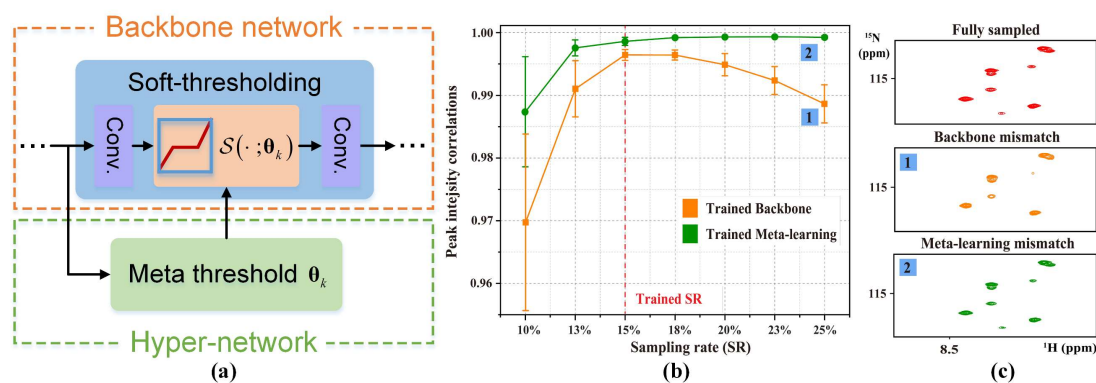 Backbone network
Soft-thresholding
Conv.
S(· ;θₖ)
Conv.
Meta threshold θₖ
Hyper-network
(a)
Peak intejsity correlations
1.00
0.99
0.98
0.97
0.96
2
1
Trained Backbone
Trained Meta-learning
Trained SR
10% 13% 15% 18% 20% 23% 25%
Sampling rate (SR)
(b)
Fully sampled
¹⁵N
(ppm)
115
Backbone mismatch
1
115
Meta-learning mismatch
2
115
8.5
¹H (ppm)
(c)